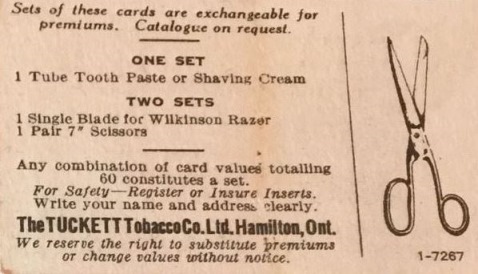 Sets of these cards are exchangeable for
premiums. Catalogue on request.
ONE SET
1 Tube Tooth Paste or Shaving Cream
TWO SETS
1 Single Blade for Wilkinson Razor
1 Pair 7" Scissors
Any combination of card values totalling
60 constitutes a set.
For Safety—Register or Insure Inserts.
Write your name and address clearly.
The TUCKETT Tobacco Co. Ltd. Hamilton, Ont.
We reserve the right to substitute premiums
or change values without notice.
1-7267